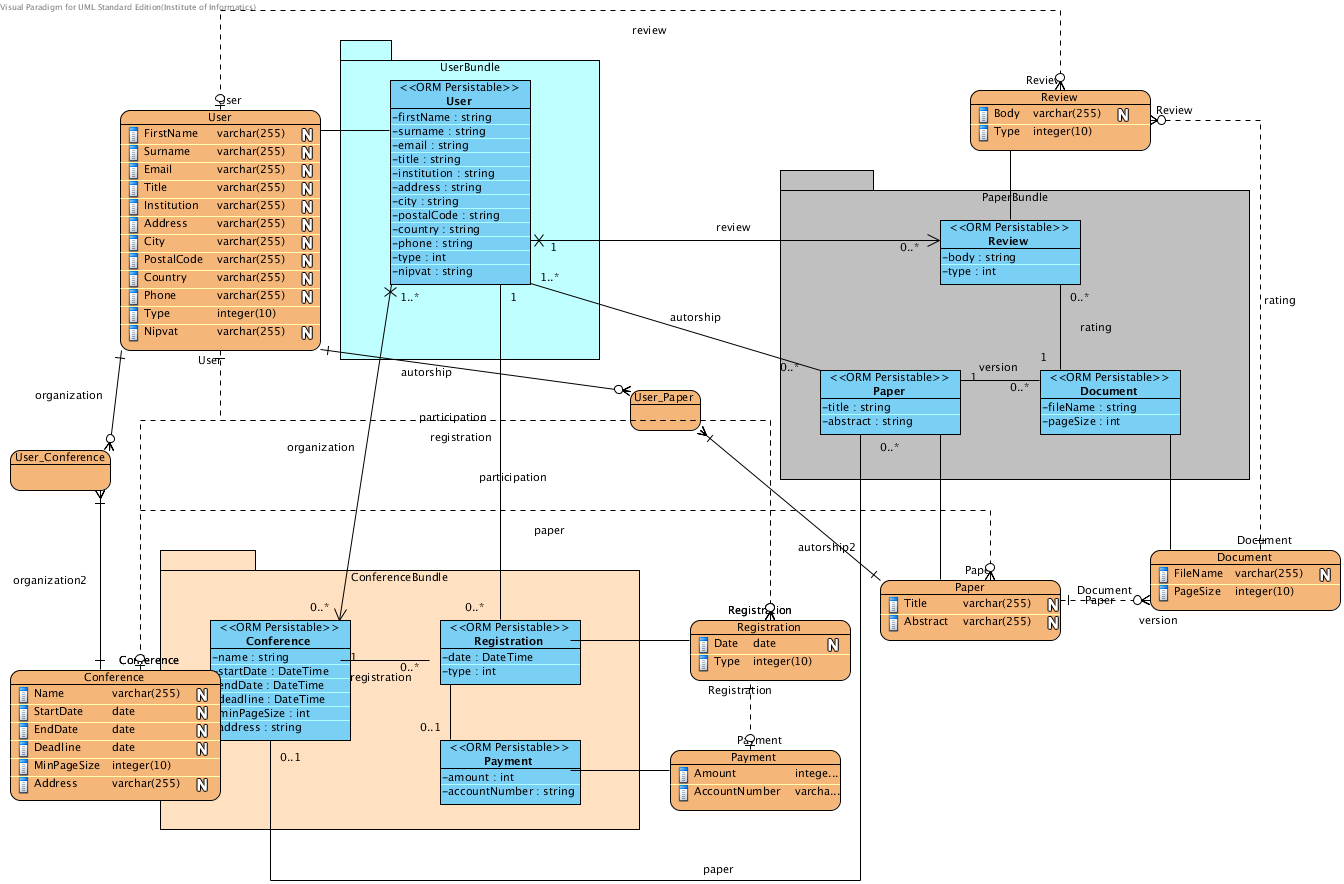 Visual Paradigm for UML Standard Edition(Institute of Informatics)
review
UserBundle
<<ORM Persistable>>
User
-firstName : string
-surname : string
-email : string
-title : string
-institution : string
-address : string
-city : string
-postalCode : string
-country : string
-phone : string
-type : int
-nipvat : string
User
User
FirstName varchar(255) N
Surname varchar(255) N
Email varchar(255) N
Title varchar(255) N
Institution varchar(255) N
Address varchar(255) N
City varchar(255) N
PostalCode varchar(255) N
Country varchar(255) N
Phone varchar(255) N
Type integer(10)
Nipvat varchar(255) N
User
Review
Review
Body varchar(255) N
Type integer(10)
Review
rating
PaperBundle
<<ORM Persistable>>
Review
-body : string
-type : int
review
1
0..*
1..*
1..*
1
autorship
0..*
0..*
rating
1
version
1
0..*
<<ORM Persistable>>
Paper
-title : string
-abstract : string
<<ORM Persistable>>
Document
-fileName : string
-pageSize : int
0..*
autorship
User_Paper
organization
User_Conference
organization2
participation
registration
organization
participation
paper
autorship2
ConferenceBundle
0..*
0..*
<<ORM Persistable>>
Conference
-name : string
startDate : DateTime
endDate : DateTime
deadline : DateTime
minPageSize : int
address : string
1
0..*
registration
0..1
<<ORM Persistable>>
Registration
-date : DateTime
-type : int
0..1
<<ORM Persistable>>
Payment
-amount : int
-accountNumber : string
Conference
Conference
Name varchar(255) N
StartDate date N
EndDate date N
Deadline date N
MinPageSize integer(10)
Address varchar(255) N
Registration
Registration
Date date N
Type integer(10)
Registration
Payment
Payment
Amount intege...
AccountNumber varcha...
Paper
Paper
Title varchar(255) N
Abstract varchar(255) N
Document
Paper
version
Document
Document
FileName varchar(255) N
PageSize integer(10)
paper